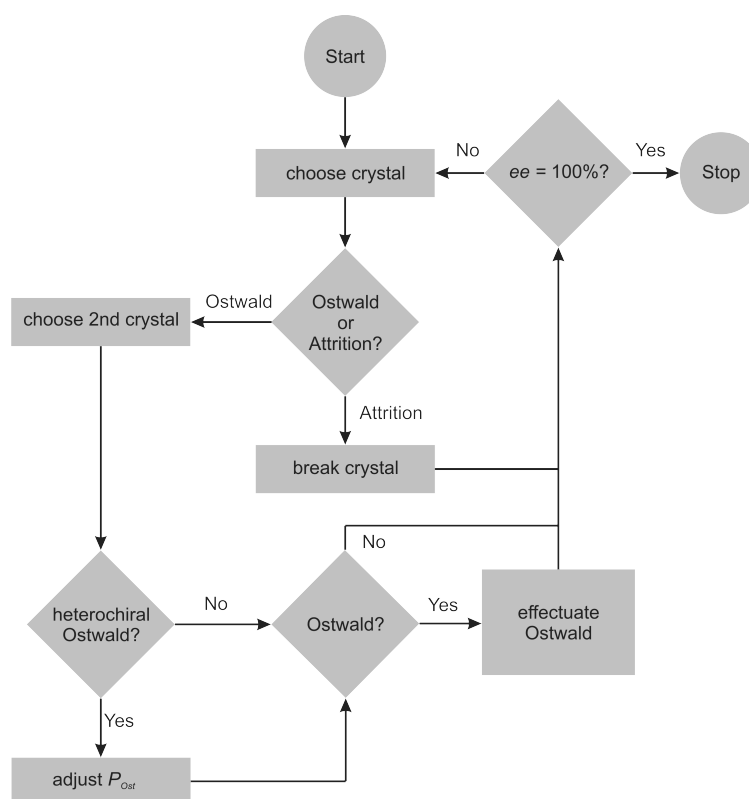 Start
No
Yes
choose crystal
ee = 100%?
Stop
Ostwald
choose 2nd crystal
Ostwald
or
Attrition?
Attrition
break crystal
No
heterochiral
Ostwald?
No
Ostwald?
Yes
effectuate
Ostwald
Yes
adjust P_Ost